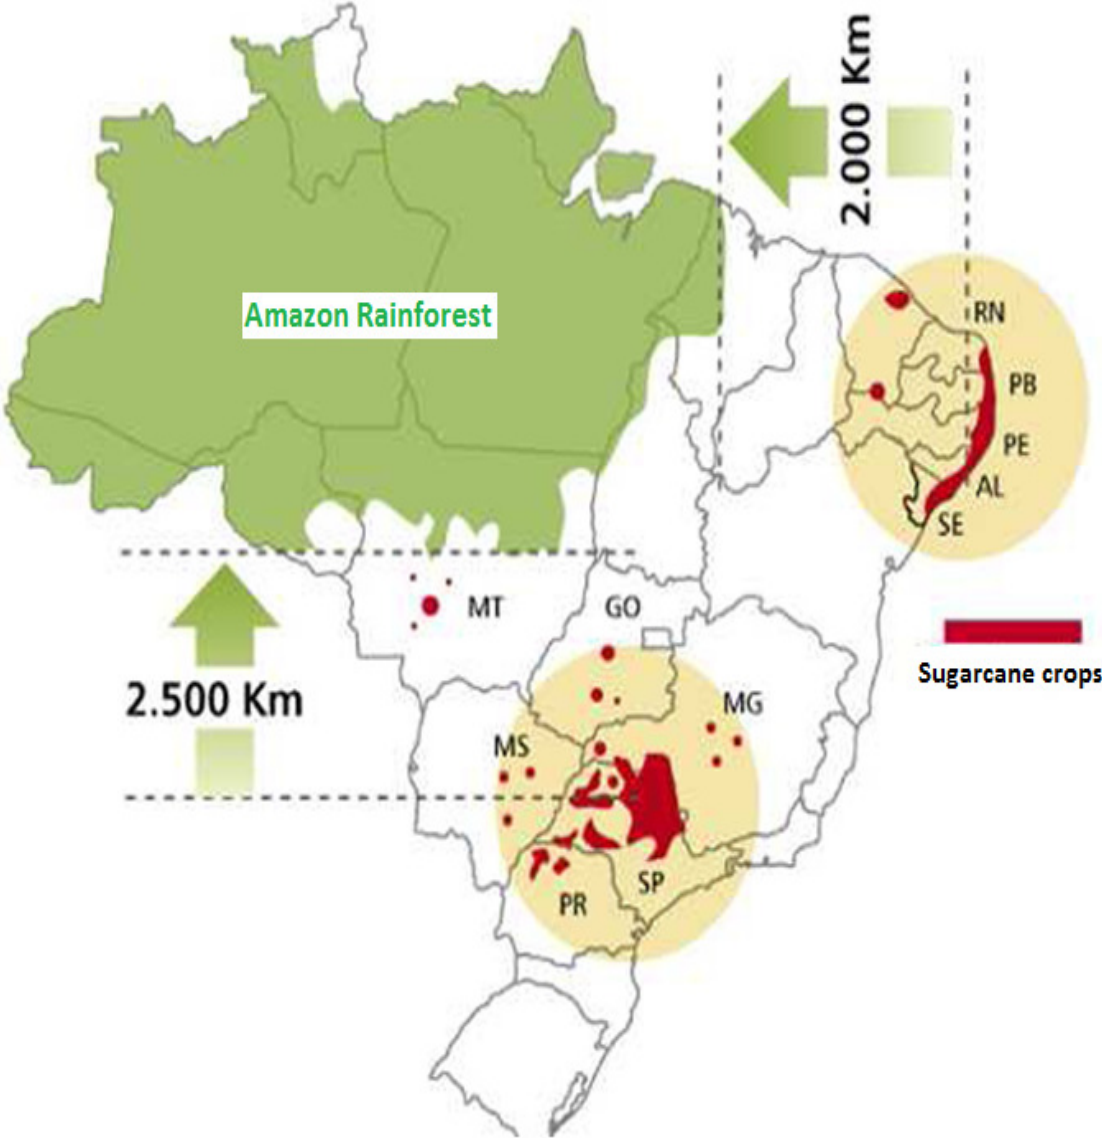 2.000 Km
Amazon Rainforest
RN
PB
PE
AL
SE
MT
GO
Sugarcane crops
2.500 Km
MG
MS
SP
PR